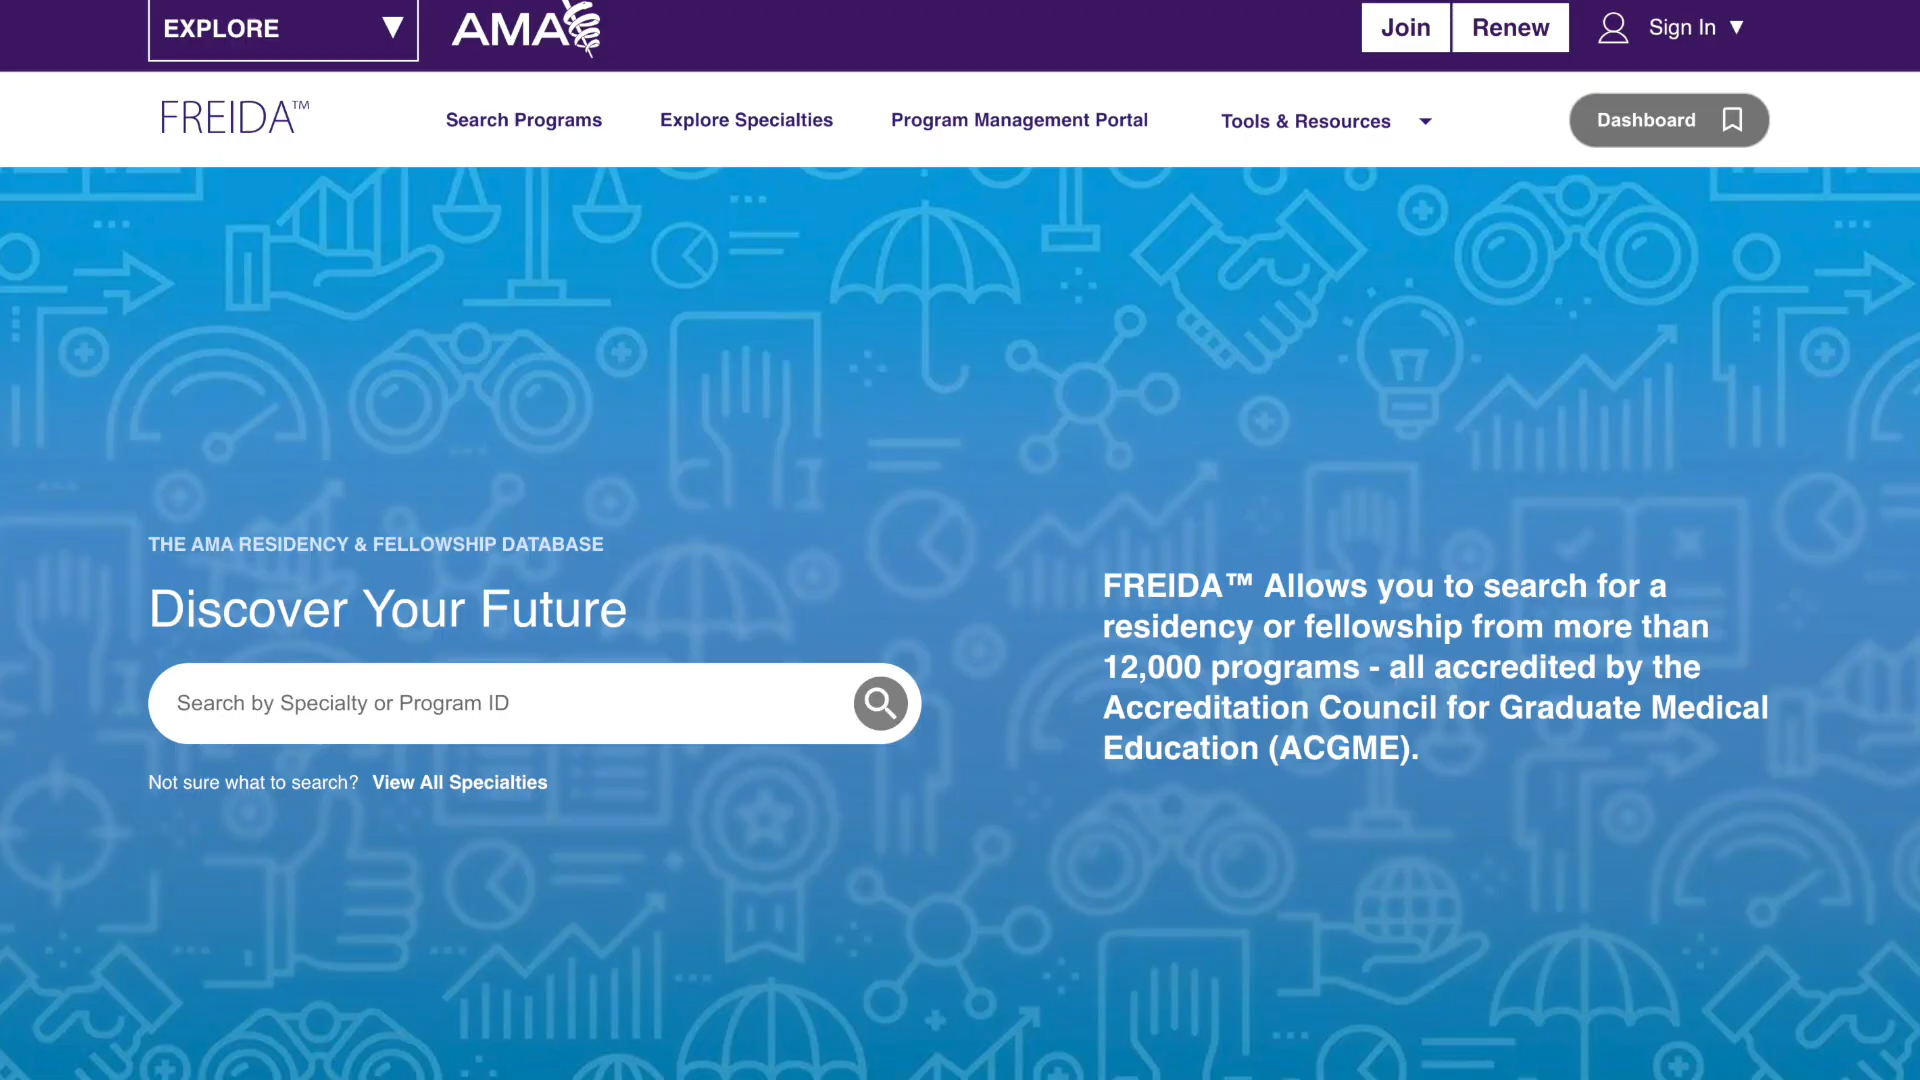 EXPLORE
AMA
Join
Renew
Sign In
FREIDA™
Search Programs
Explore Specialties
Program Management Portal
Tools & Resources
Dashboard
THE AMA RESIDENCY & FELLOWSHIP DATABASE
Discover Your Future
Search by Specialty or Program ID
Not sure what to search? View All Specialties
FREIDA™ Allows you to search for a
residency or fellowship from more than
12,000 programs - all accredited by the
Accreditation Council for Graduate Medical
Education (ACGME).